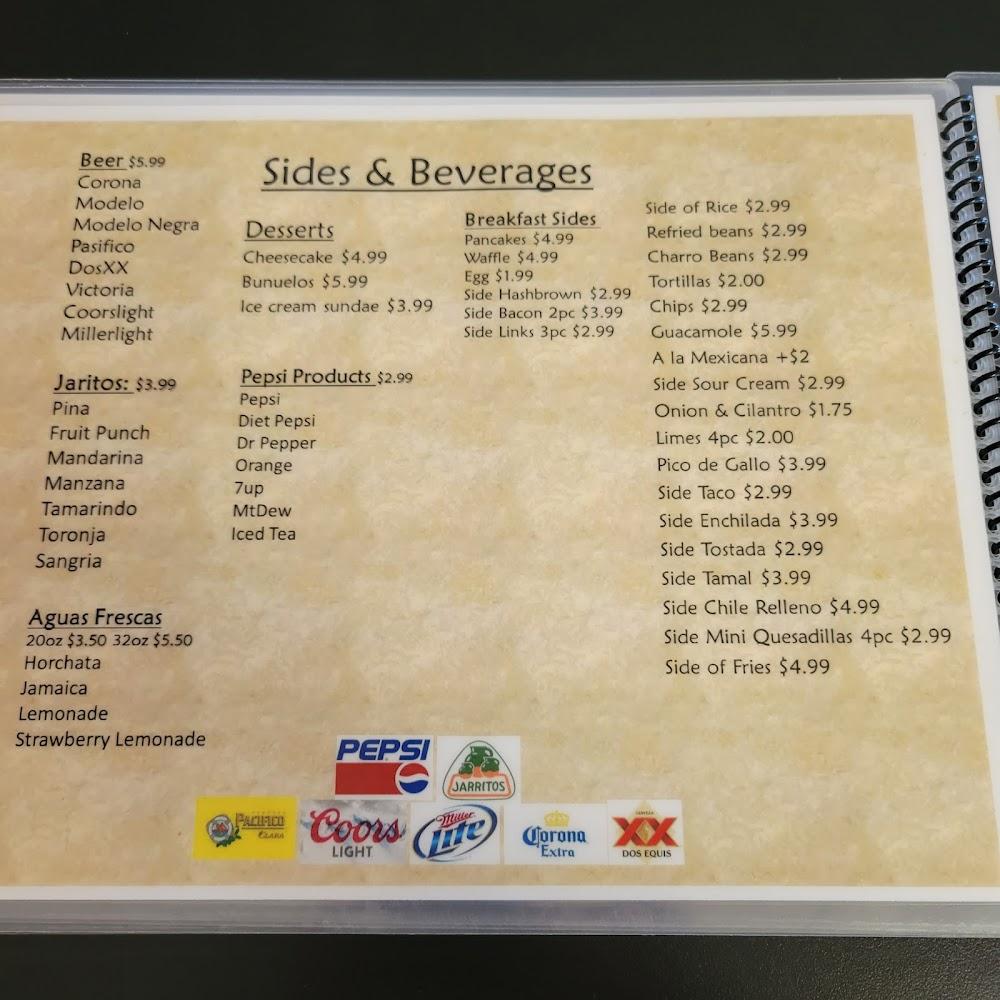 Sides & Beverages
Beer $5.99
Corona
Modelo
Modelo Negra
Pasifico
DosXX
Victoria
Coorslight
Millerlight
Jaritos: $3.99
Pina
Fruit Punch
Mandarina
Manzana
Tamarindo
Toronja
Sangria
Aguas Frescas
20oz $3.50 32oz $5.50
Horchata
Jamaica
Lemonade
Strawberry Lemonade
Desserts
Cheesecake $4.99
Bunuelos $5.99
Ice cream sundae $3.99
Pepsi Products $2.99
Pepsi
Diet Pepsi
Dr Pepper
Orange
7up
MtDew
Iced Tea
Breakfast Sides
Pancakes $4.99
Waffle $4.99
Egg $1.99
Side Hashbrown $2.99
Side Bacon 2pc $3.99
Side Links 3pc $2.99
Side of Rice $2.99
Refried beans $2.99
Charro Beans $2.99
Tortillas $2.00
Chips $2.99
Guacamole $5.99
A la Mexicana +$2
Side Sour Cream $2.99
Onion & Cilantro $1.75
Limes 4pc $2.00
Pico de Gallo $3.99
Side Taco $2.99
Side Enchilada $3.99
Side Tostada $2.99
Side Tamal $3.99
Side Chile Relleno $4.99
Side Mini Quesadillas 4pc $2.99
Side of Fries $4.99
PEPSI
JARRITOS
PACIFICO
Clara
Coors
LIGHT
Miller
Lite
Corona
Extra
CERVEZA
XX
DOS EQUIS